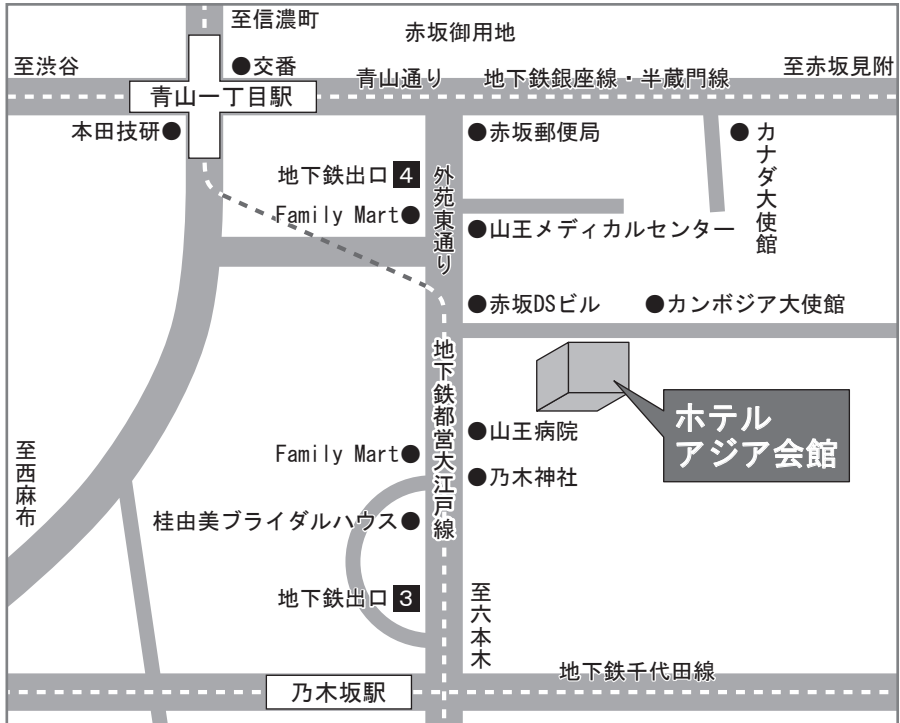 至信濃町
赤坂御用地
至渋谷
●交番
青山通り
地下鉄銀座線・半蔵門線
至赤坂見附
青山一丁目駅
本田技研●
●赤坂郵便局
●カナダ大使館
地下鉄出口 4
外苑東通り
Family Mart●
●山王メディカルセンター
●赤坂DSビル
●カンボジア大使館
地下鉄都営大江戸線
ホテル
アジア会館
●山王病院
至西麻布
Family Mart●
●乃木神社
桂由美ブライダルハウス●
地下鉄出口 3
至六本木
地下鉄千代田線
乃木坂駅